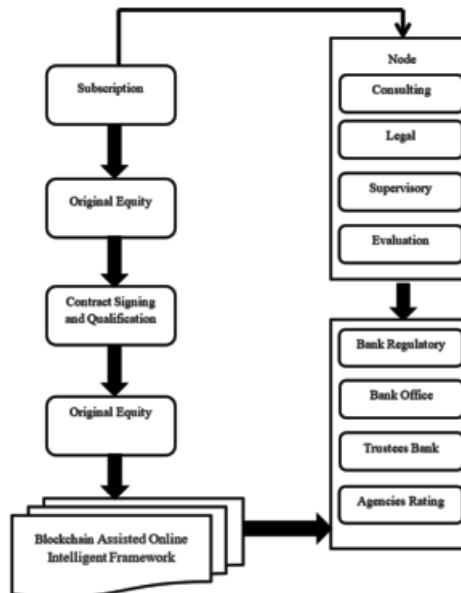 Subscription
Original Equity
Contract Signing
and Qualification
Original Equity
Blockchain Assisted Online
Intelligent Framework
Node
Consulting
Legal
Supervisory
Evaluation
Bank Regulatory
Bank Office
Trustees Bank
Agencies Rating